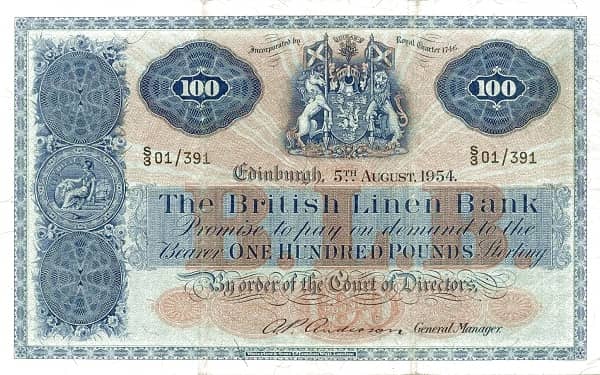 Incorporated by Royal Charter 1746.
100 100
S/3 01/391 S/3 01/391
Edinburgh, 5TH August, 1954.
The British Linen Bank
Promise to pay on demand to the
Bearer ONE HUNDRED POUNDS Sterling
By order of the Court of Directors,
A.P. Anderson General Manager.